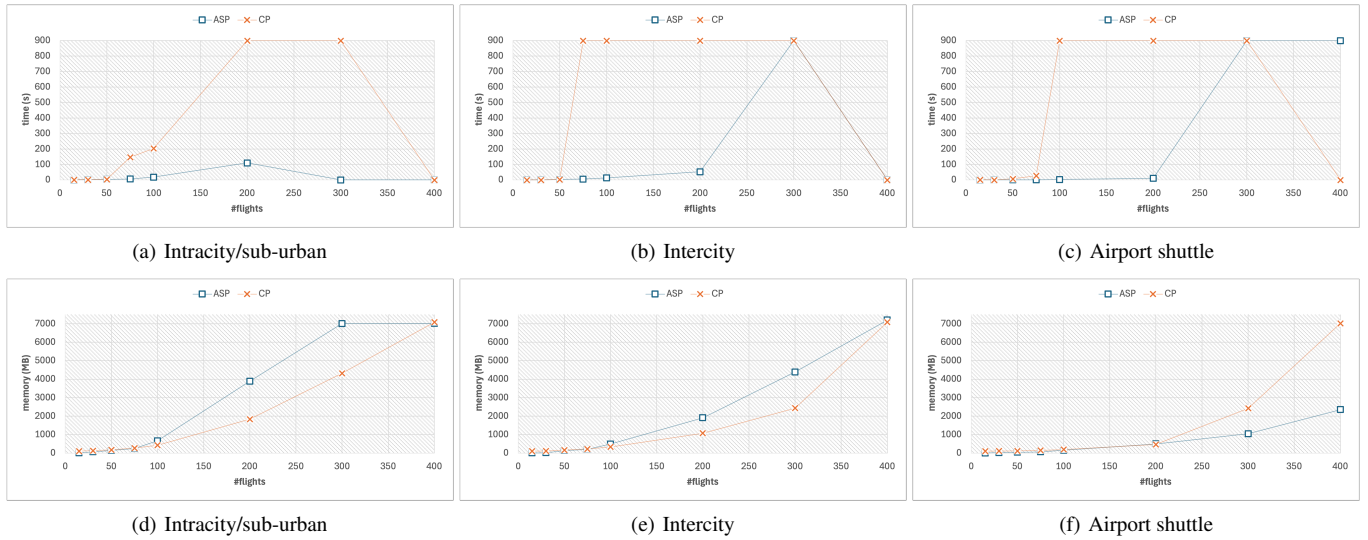 ASP CP
900
800
700
600
500
400
300
200
100
0
time (s)
0 50 100 150 200 250 300 350 400
#flights
(a) Intracity/sub-urban
ASP CP
900
800
700
600
500
400
300
200
100
0
time (s)
0 50 100 150 200 250 300 350 400
#flights
(b) Intercity
ASP CP
900
800
700
600
500
400
300
200
100
0
time (s)
0 50 100 150 200 250 300 350 400
#flights
(c) Airport shuttle
ASP CP
7000
6000
5000
4000
3000
2000
1000
0
memory (MB)
0 50 100 150 200 250 300 350 400
#flights
(d) Intracity/sub-urban
ASP CP
7000
6000
5000
4000
3000
2000
1000
0
memory (MB)
0 50 100 150 200 250 300 350 400
#flights
(e) Intercity
ASP CP
7000
6000
5000
4000
3000
2000
1000
0
memory (MB)
0 50 100 150 200 250 300 350 400
#flights
(f) Airport shuttle